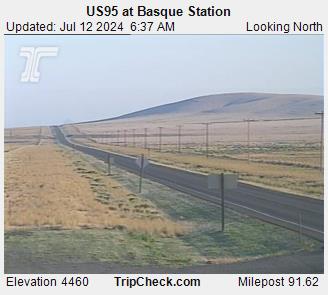 US95 at Basque Station
Updated: Jul 12 2024 6:37 AM Looking North
Elevation 4460 TripCheck.com Milepost 91.62